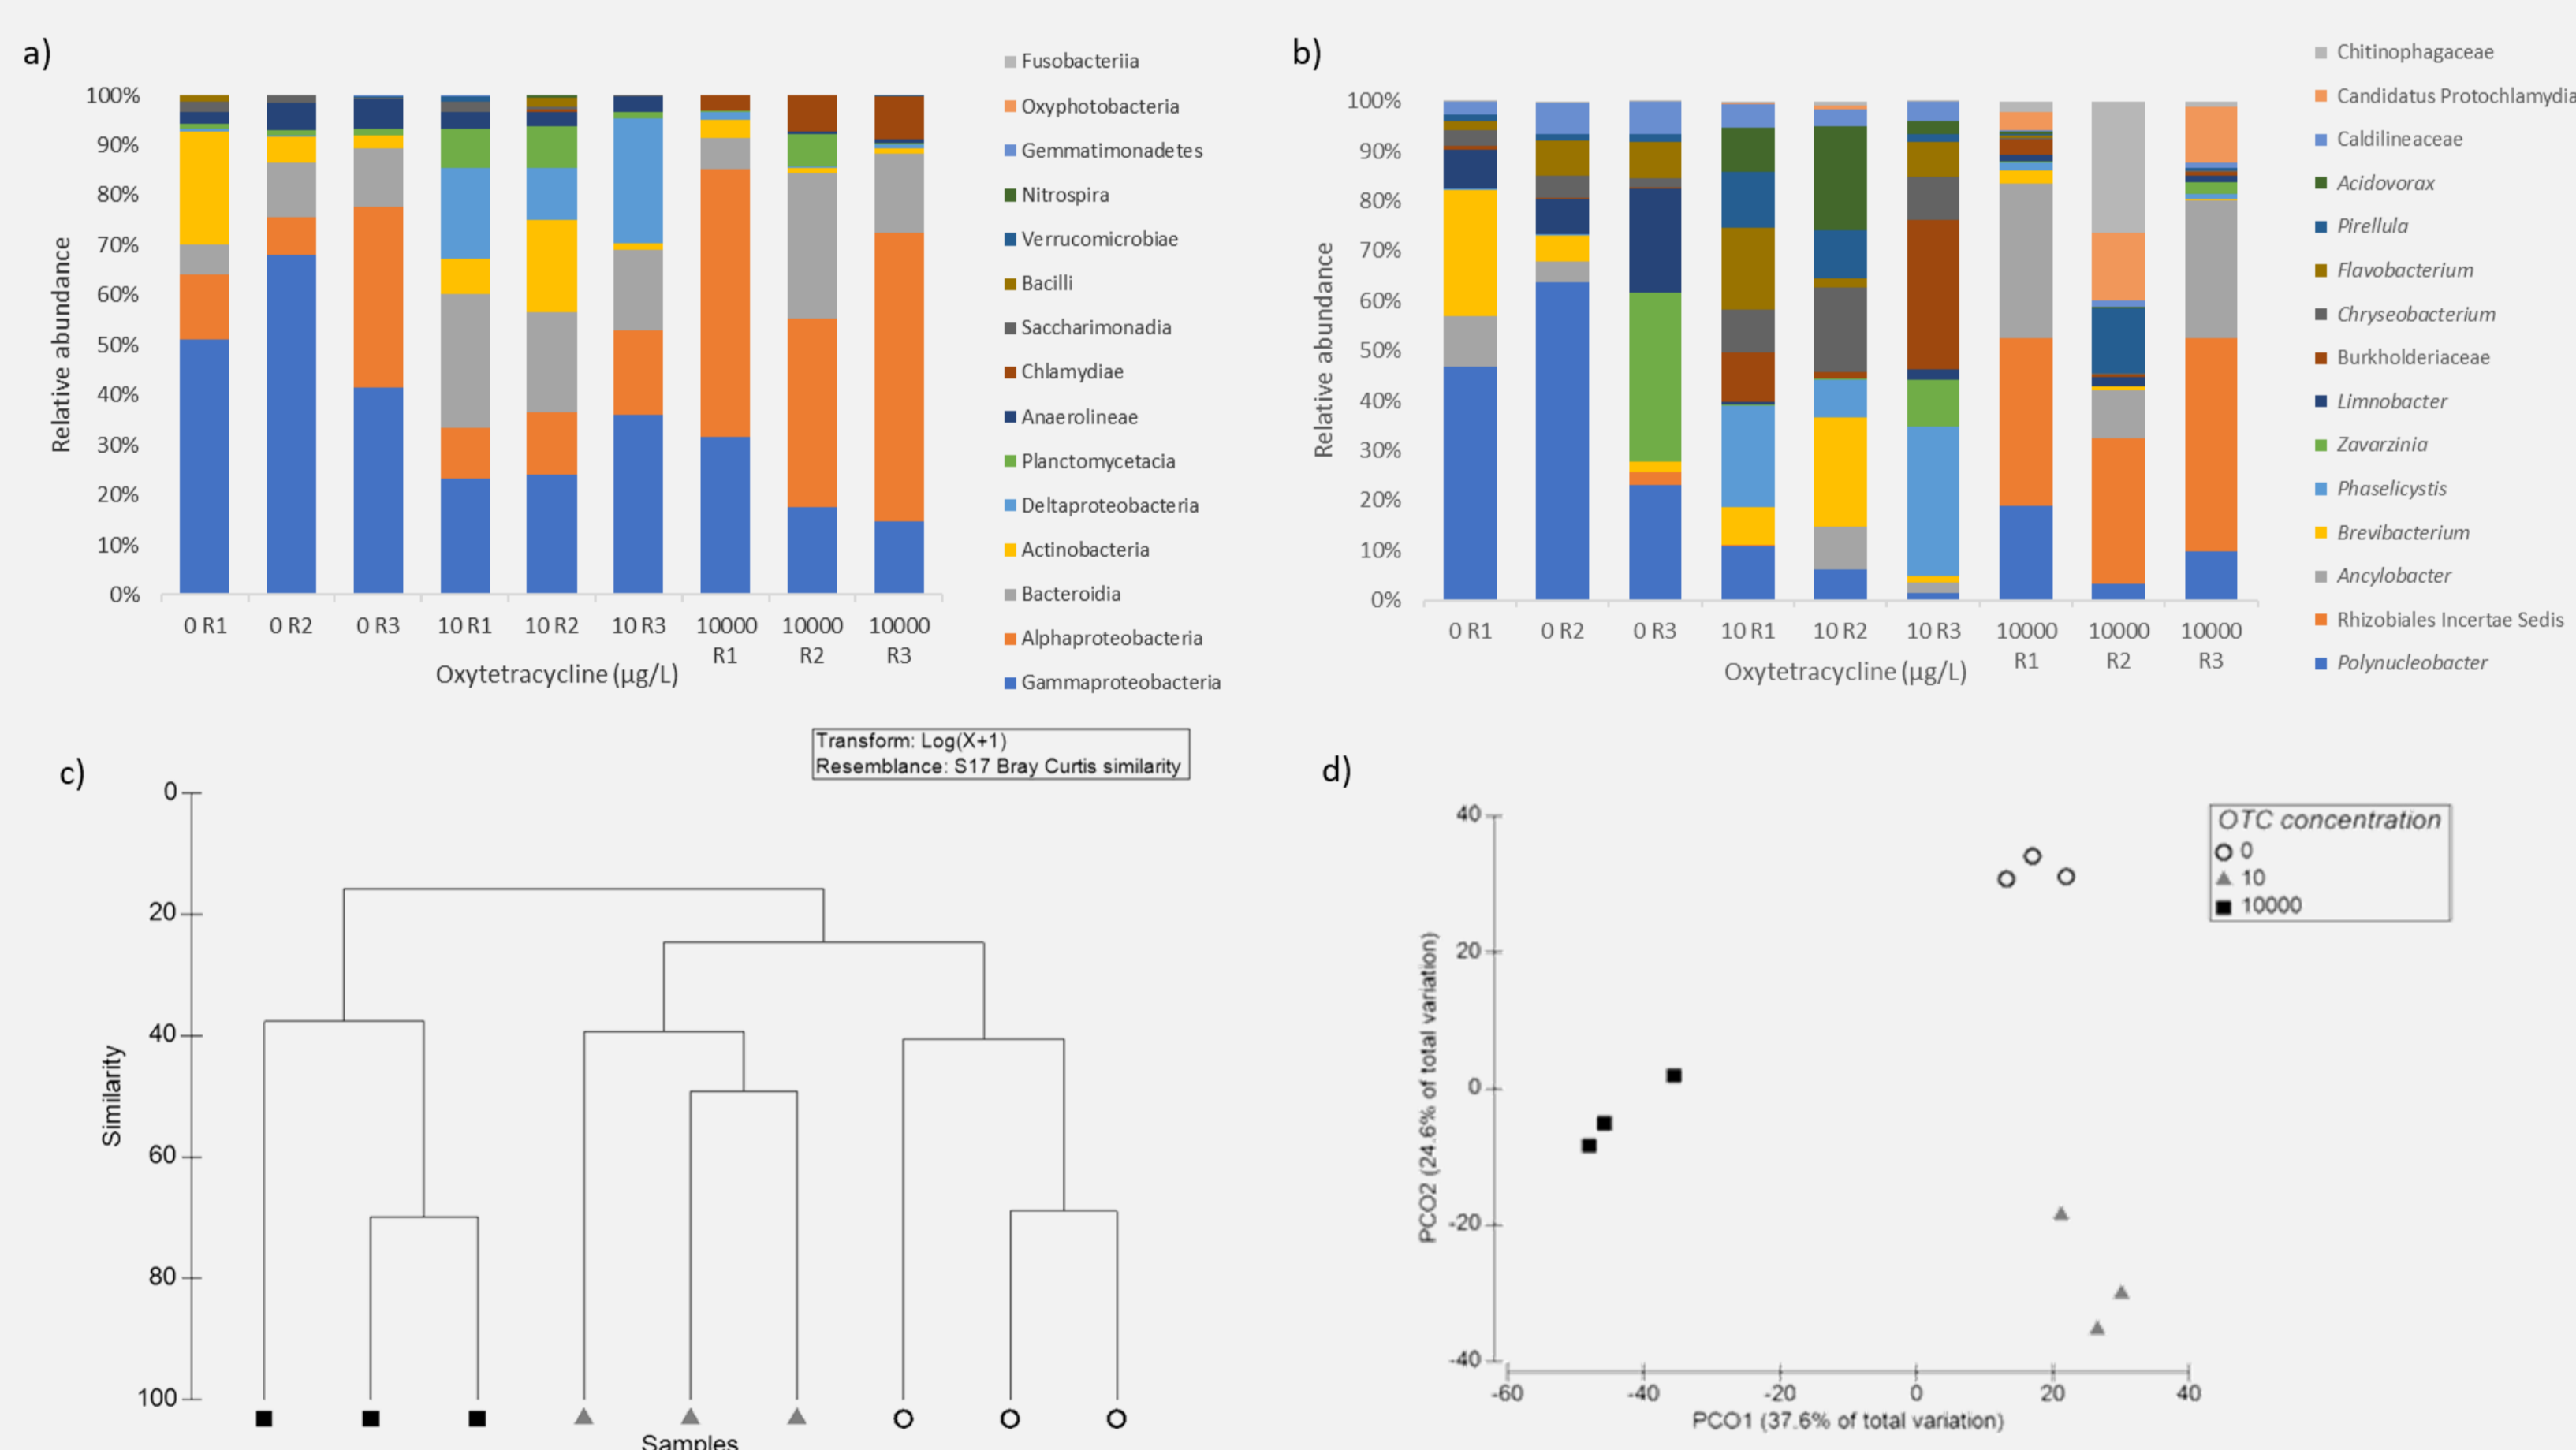 a)
100%
90%
80%
70%
60%
50%
40%
30%
20%
10%
0%
Relative abundance
0 R1 0 R2 0 R3 10 R1 10 R2 10 R3 10000 R1 10000 R2 10000 R3
Oxytetracycline (µg/L)
Fusobacteriia
Oxyphotobacteria
Gemmatimonadetes
Nitrospira
Verrucomicrobiae
Bacilli
Saccharimonadia
Chlamydiae
Anaerolineae
Planctomycetacia
Deltaproteobacteria
Actinobacteria
Bacteroidia
Alphaproteobacteria
Gammaproteobacteria
b)
100%
90%
80%
70%
60%
50%
40%
30%
20%
10%
0%
Relative abundance
0 R1 0 R2 0 R3 10 R1 10 R2 10 R3 10000 R1 10000 R2 10000 R3
Oxytetracycline (µg/L)
Chitinophagaceae
Candidatus Protochlamydia
Caldilineaceae
Acidovorax
Pirellula
Flavobacterium
Chryseobacterium
Burkholderiaceae
Limnobacter
Zavarzinia
Phaselicystis
Brevibacterium
Ancylobacter
Rhizobiales Incertae Sedis
Polynucleobacter
c)
Transform: Log(X+1)
Resemblance: S17 Bray Curtis similarity
0
20
40
60
80
100
Similarity
Samples
d)
40
20
0
-20
-40
PCO2 (24.6% of total variation)
-60 -40 -20 0 20 40
PCO1 (37.6% of total variation)
OTC concentration
0
10
10000